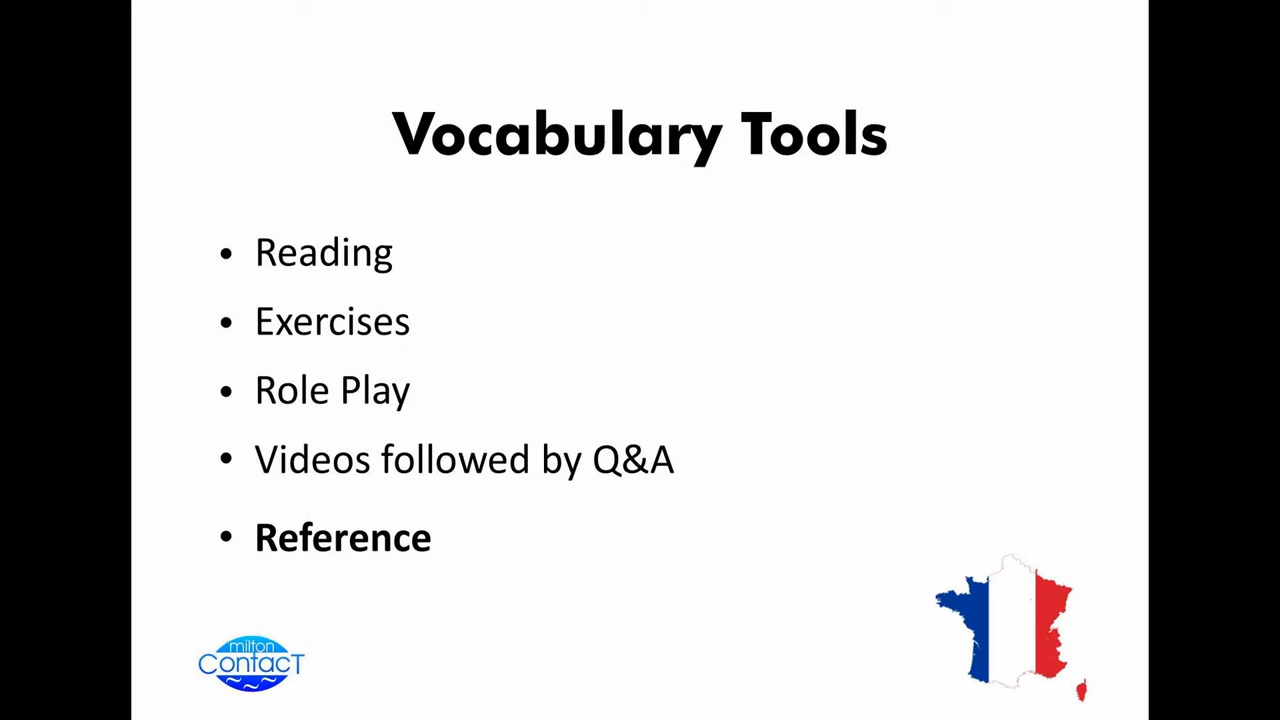 Vocabulary Tools
• Reading
• Exercises
• Role Play
• Videos followed by Q&A
• Reference
milton
ContacT